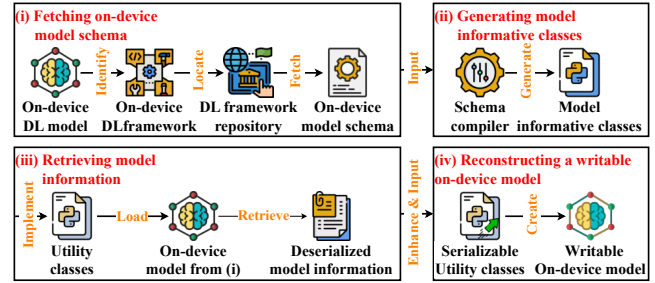 (i) Fetching on-device
model schema
Identify
Locate
Fetch
On-device
DL model
On-device
DLframework
DL framework
repository
On-device
model schema
Input
(ii) Generating model
informative classes
Generate
Schema
compiler
Model
informative classes
(iii) Retrieving model
information
Implement
Load
Retrieve
Utility
classes
On-device
model from (i)
Deserialized
model information
Enhance & Input
(iv) Reconstructing a writable
on-device model
Create
Serializable
Utility classes
Writable
On-device model